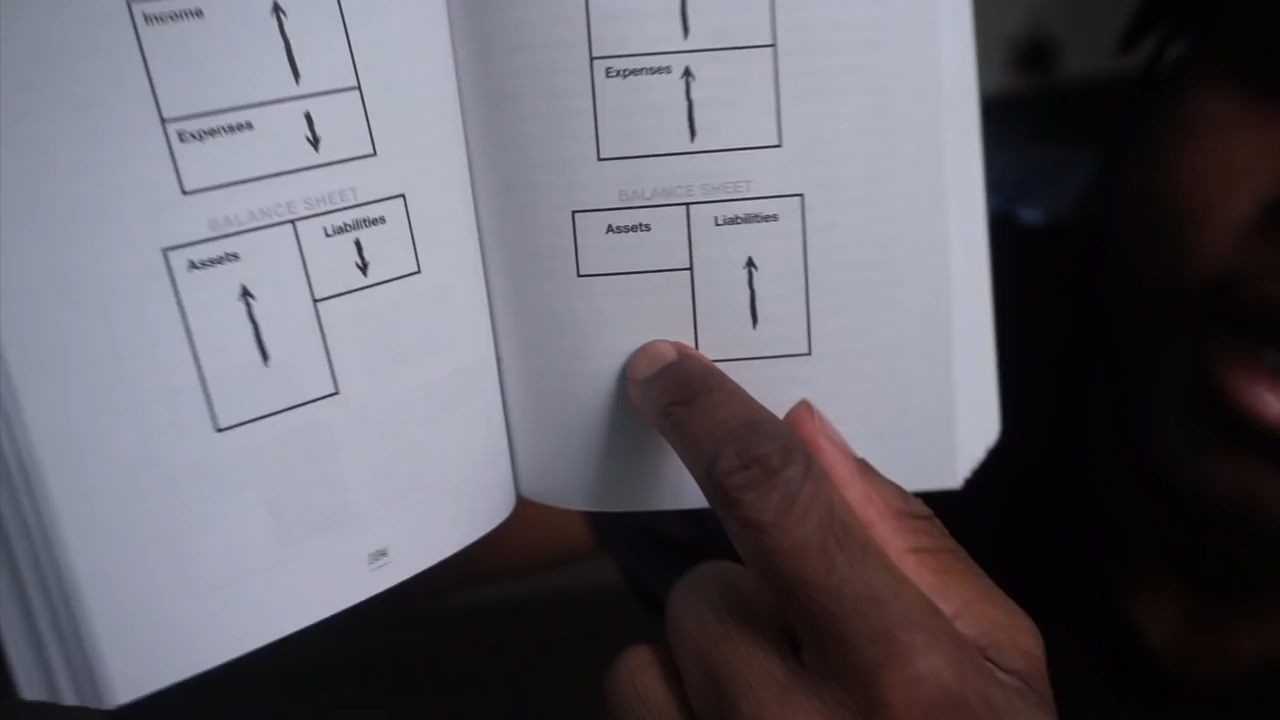 Income
Expenses
BALANCE SHEET
Assets
Liabilities
Expenses
BALANCE SHEET
Assets
Liabilities